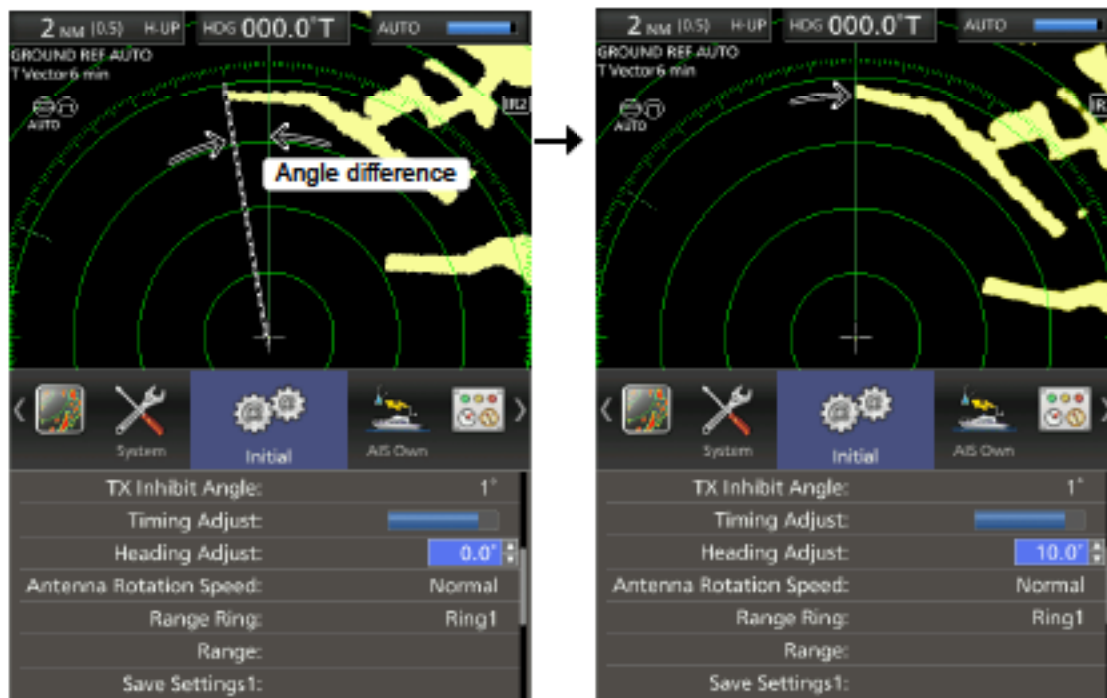 2 NM (0.5) H-UP HDG 000.0°T AUTO
GROUND REF AUTO
T Vector6 min
AUTO
IR2
Angle difference
System
Initial
AIS Own
TX Inhibit Angle: 1°
Timing Adjust:
Heading Adjust: 0.0°
Antenna Rotation Speed: Normal
Range Ring: Ring1
Range:
Save Settings1:
2 NM (0.5) H-UP HDG 000.0°T AUTO
GROUND REF AUTO
T Vector6 min
AUTO
IR
System
Initial
AIS Own
TX Inhibit Angle: 1°
Timing Adjust:
Heading Adjust: 10.0°
Antenna Rotation Speed: Normal
Range Ring: Ring1
Range:
Save Settings1: